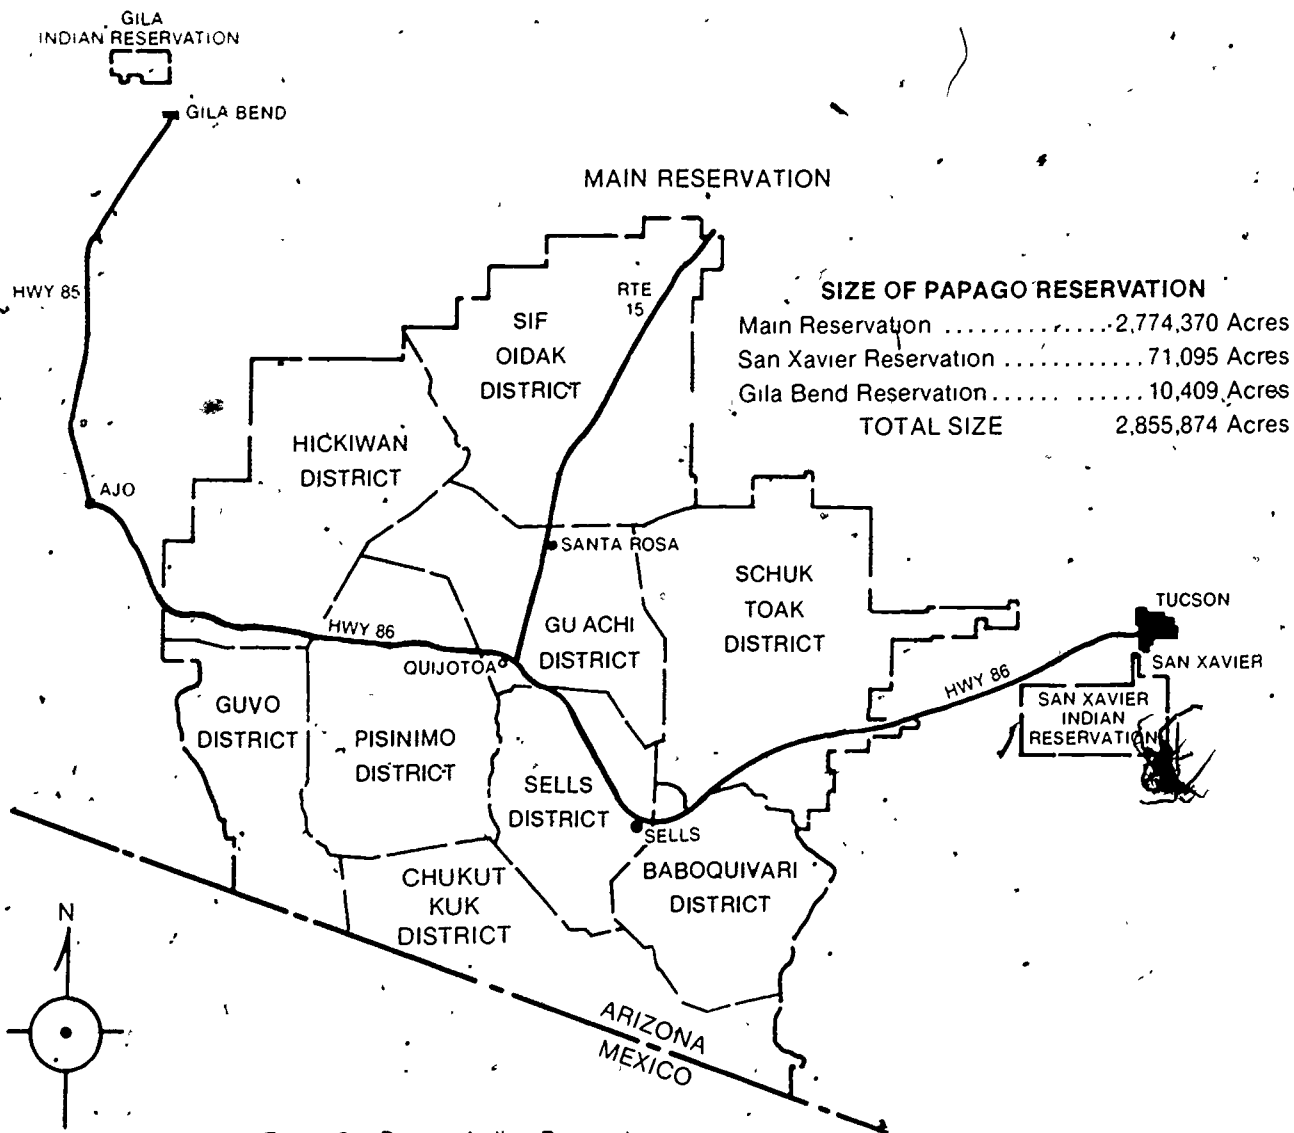 GILA
INDIAN RESERVATION
GILA BEND
MAIN RESERVATION
HWY 85
RTE
15
SIZE OF PAPAGO RESERVATION
Main Reservation .............. 2,774,370 Acres
San Xavier Reservation ............ 71,095 Acres
Gila Bend Reservation...... ....... 10,409 Acres
TOTAL SIZE 2,855,874 Acres
SIF
OIDAK
DISTRICT
HICKIWAN
DISTRICT
AJO
SANTA ROSA
SCHUK
TOAK
DISTRICT
TUCSON
HWY 86
GU ACHI
DISTRICT
QUIJOTOA
SAN XAVIER
HWY 86
SAN XAVIER
INDIAN
RESERVATION
GUVO
DISTRICT
PISINIMO
DISTRICT
SELLS
DISTRICT
SELLS
BABOQUIVARI
DISTRICT
CHUKUT
KUK
DISTRICT
N
ARIZONA
MEXICO